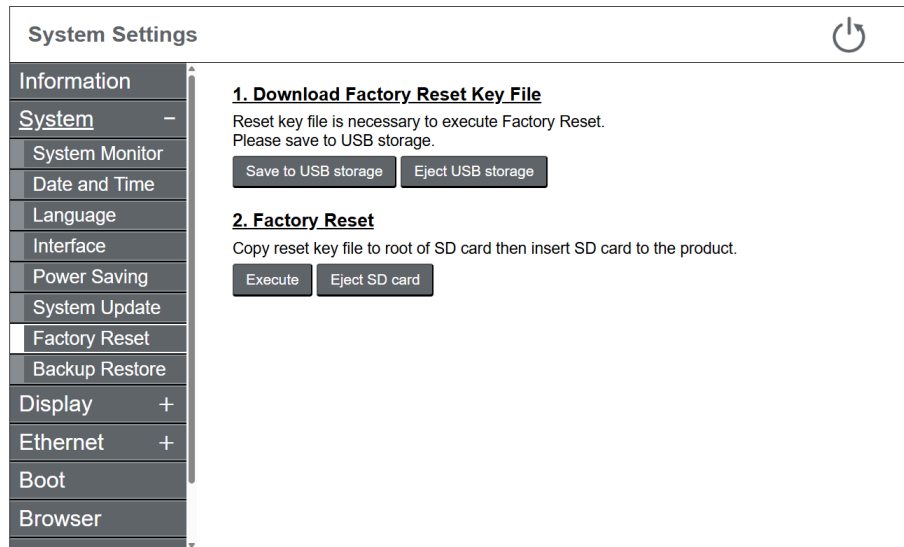 System Settings
Information
System −
System Monitor
Date and Time
Language
Interface
Power Saving
System Update
Factory Reset
Backup Restore
Display +
Ethernet +
Boot
Browser
1. Download Factory Reset Key File
Reset key file is necessary to execute Factory Reset.
Please save to USB storage.
Save to USB storage Eject USB storage
2. Factory Reset
Copy reset key file to root of SD card then insert SD card to the product.
Execute Eject SD card